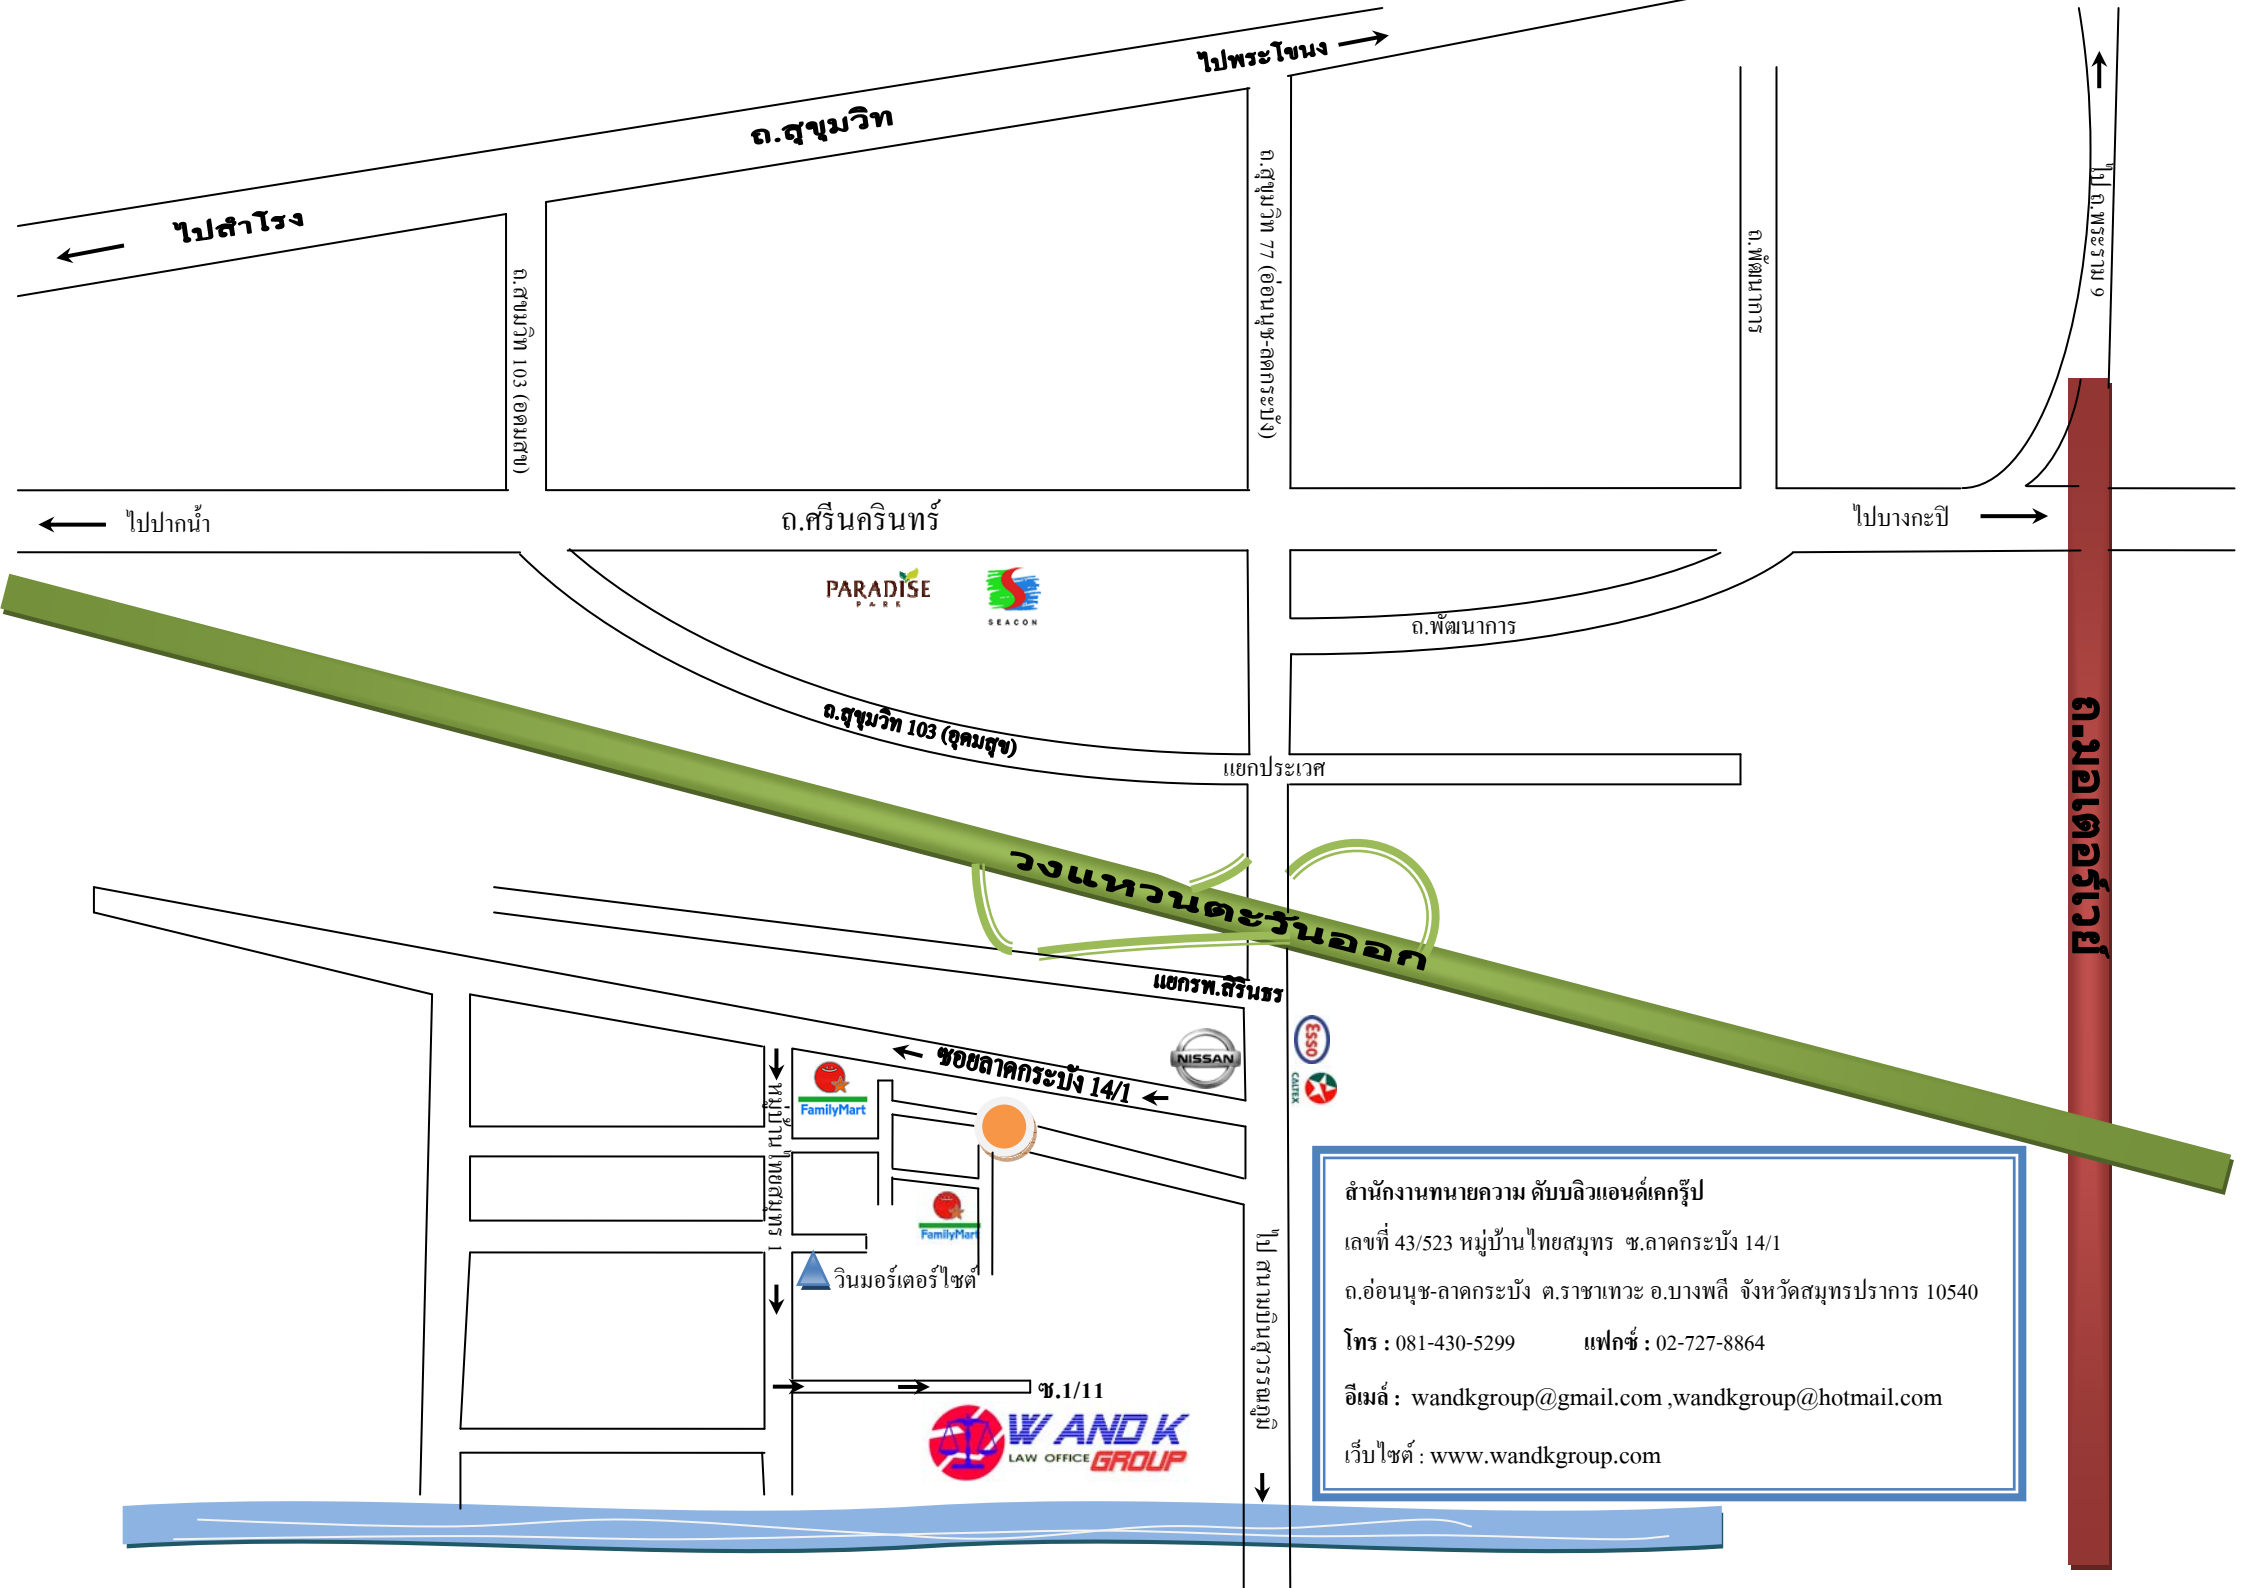 ไปพระโขนง
ถ.สุขุมวิท
ไปสำโรง
ถ.สุขุมวิท 77 (อ่อนนุช-ลดกระบัง)
ไป ถ.พระราม 9
ถ.พัฒนาการ
ถ.สุขมวิท 103 (อุดมสุข)
ไปปากน้ำ
ถ.ศรีนครินทร์
ไปบางกะปิ
PARADISE
PARK
SEACON
ถ.พัฒนาการ
ถ.สุขุมวิท 103 (อุดมสุข)
แยกประเวศ
ถ.มอเตอร์เวย์
วงแหวนตะวันออก
แยกรพ.สิรินธร
NISSAN
ESSO
CALTEX
ซอยลาดกระบัง 14/1
FamilyMart
หมู่บ้านไทยสมุทร 1
FamilyMart
วินมอร์เตอร์ไซต์
ไป สนามบินสุวรรณภูมิ
ซ.1/11
W AND K
LAW OFFICE GROUP
สำนักงานทนายความ ดับบลิวแอนด์เคกรุ๊ป
เลขที่ 43/523 หมู่บ้านไทยสมุทร ซ.ลาดกระบัง 14/1
ถ.อ่อนนุช-ลาดกระบัง ต.ราชาเทวะ อ.บางพลี จังหวัดสมุทรปราการ 10540
โทร : 081-430-5299 แฟกซ์ : 02-727-8864
อีเมล์ : wandkgroup@gmail.com ,wandkgroup@hotmail.com
เว็บไซต์ : www.wandkgroup.com